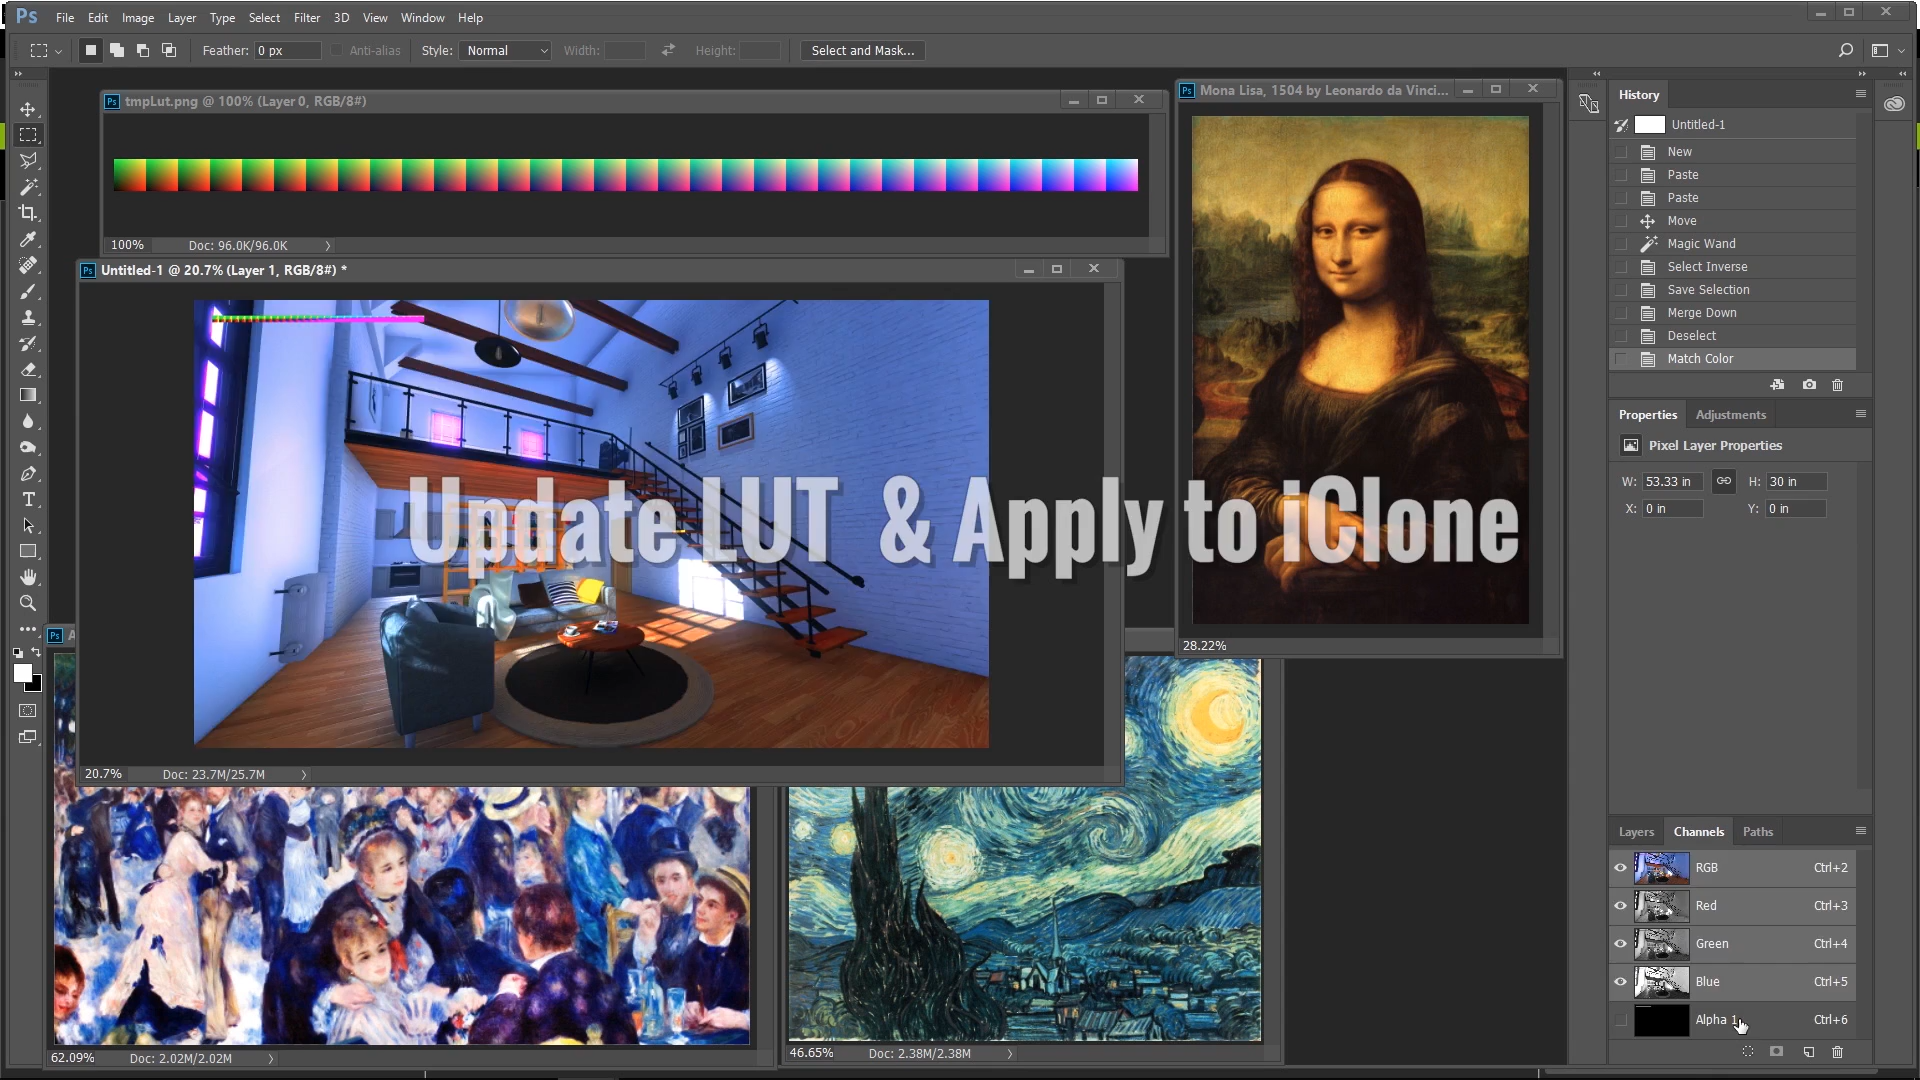 Ps File Edit Image Layer Type Select Filter 3D View Window Help
Feather: 0 px Anti-alias Style: Normal Width: Height: Select and Mask...
Ps tmpLut.png @ 100% (Layer 0, RGB/8#)
100% Doc: 96.0K/96.0K
Ps Untitled-1 @ 20.7% (Layer 1, RGB/8#) *
20.7% Doc: 23.7M/25.7M
Ps Mona Lisa, 1504 by Leonardo da Vinci...
28.22%
Update LUT & Apply to iClone
Ps A
62.09% Doc: 2.02M/2.02M
46.65% Doc: 2.38M/2.38M
History
Untitled-1
New
Paste
Paste
Move
Magic Wand
Select Inverse
Save Selection
Merge Down
Deselect
Match Color
Properties Adjustments
Pixel Layer Properties
W: 53.33 in H: 30 in
X: 0 in Y: 0 in
Layers Channels Paths
RGB Ctrl+2
Red Ctrl+3
Green Ctrl+4
Blue Ctrl+5
Alpha 1 Ctrl+6